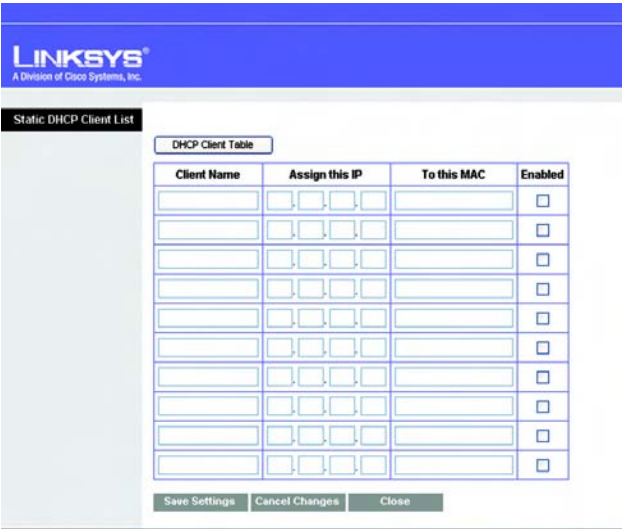 LINKSYS®
A Division of Cisco Systems, Inc.
Static DHCP Client List
DHCP Client Table
Client Name Assign this IP To this MAC Enabled
Save Settings Cancel Changes Close